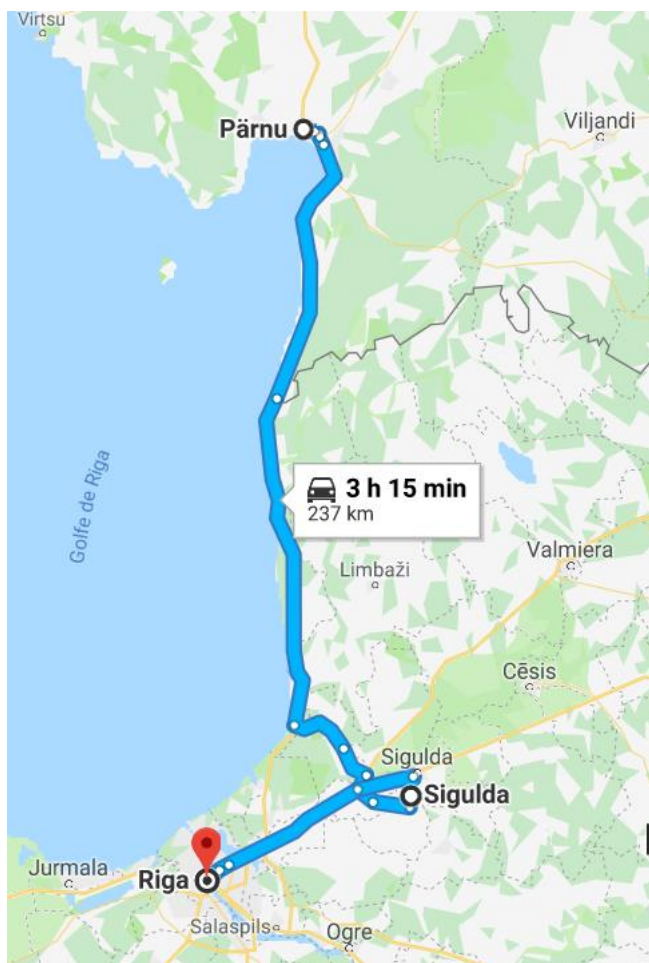 Virtsu
Pärnu
Viljandi
3 h 15 min
237 km
Golfe de Riga
Limbaži
Valmiera
Cēsis
Sigulda
Sigulda
Riga
Jurmala
Salaspils
Ogre